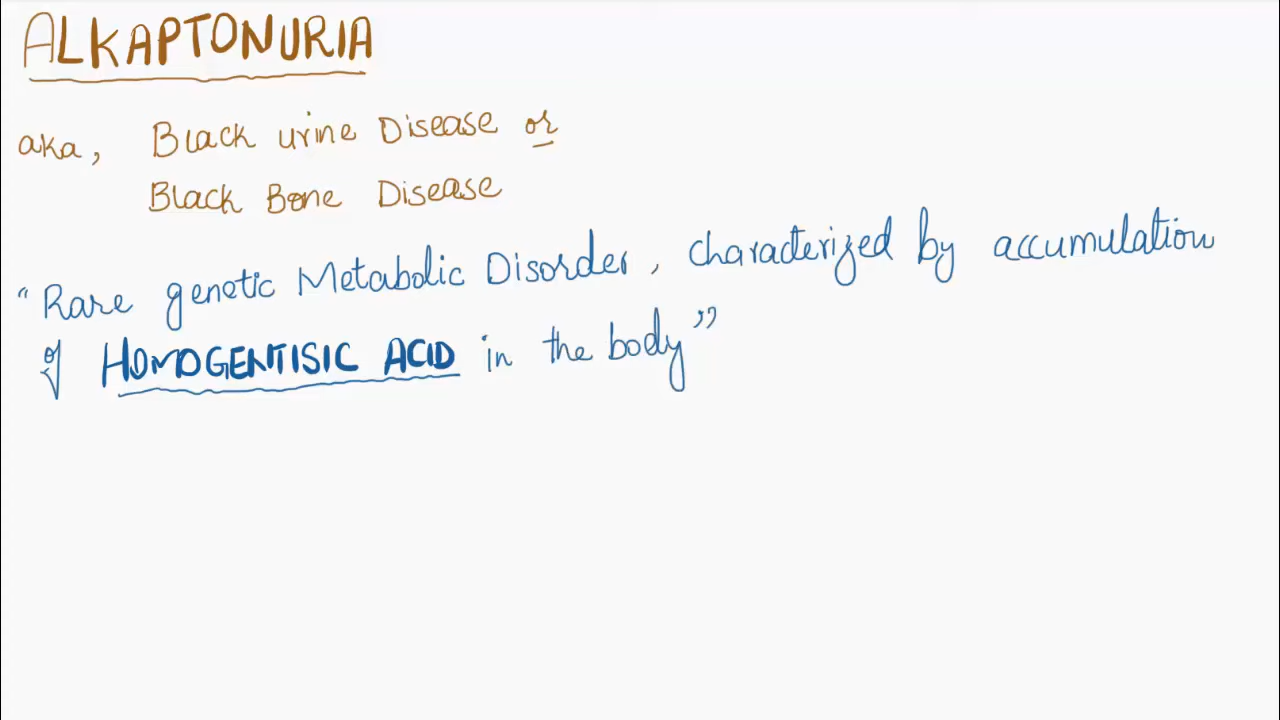 ALKAPTONURIA
aka, Black urine Disease or
Black Bone Disease
"Rare genetic Metabolic Disorder, characterized by accumulation
of HOMOGENTISIC ACID in the body"